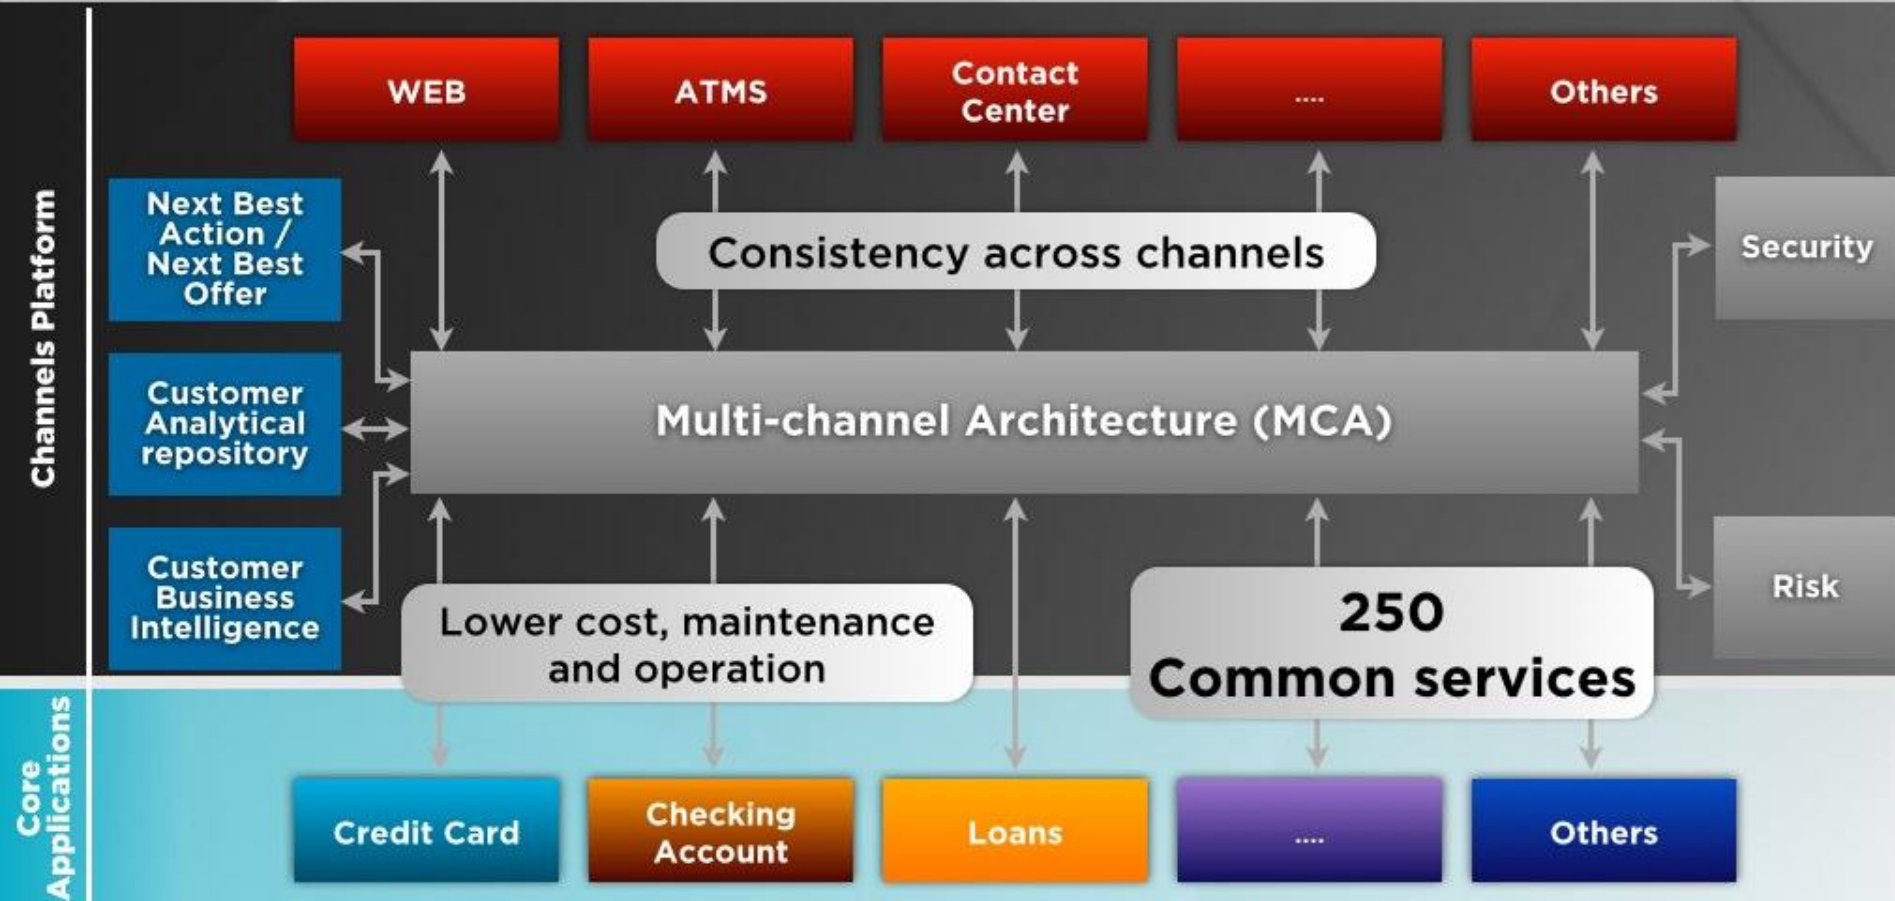 WEB
ATMS
Contact
Center
....
Others
Channels Platform
Next Best
Action /
Next Best
Offer
Consistency across channels
Security
Customer
Analytical
repository
Multi-channel Architecture (MCA)
Customer
Business
Intelligence
Lower cost, maintenance
and operation
250
Common services
Risk
Core
Applications
Credit Card
Checking
Account
Loans
....
Others